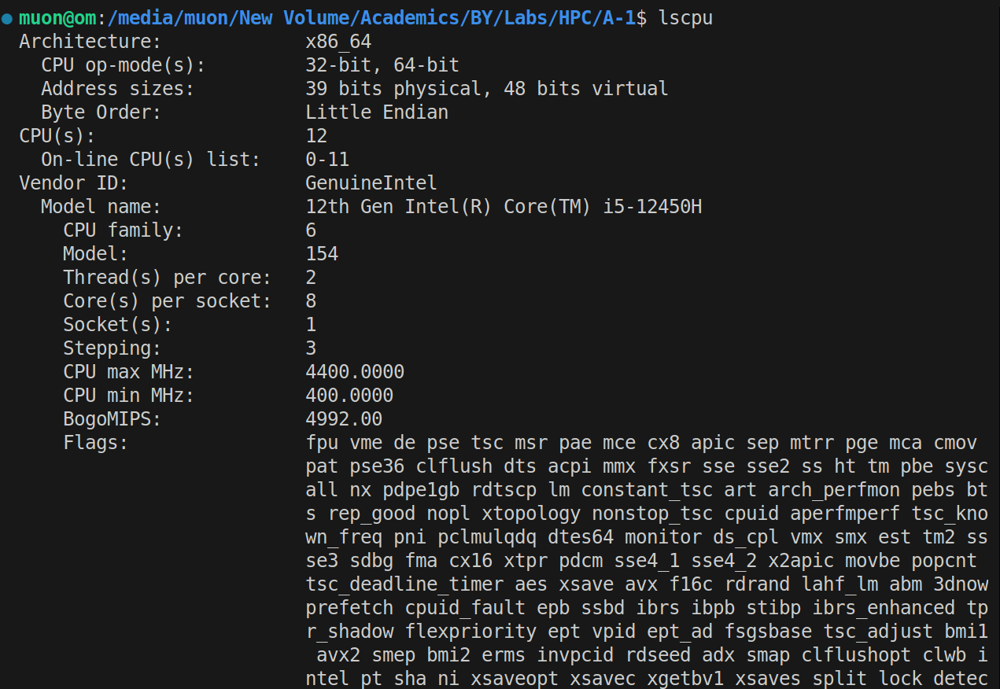 muon@om:/media/muon/New Volume/Academics/BY/Labs/HPC/A-1$ lscpu
Architecture: x86_64
CPU op-mode(s): 32-bit, 64-bit
Address sizes: 39 bits physical, 48 bits virtual
Byte Order: Little Endian
CPU(s): 12
On-line CPU(s) list: 0-11
Vendor ID: GenuineIntel
Model name: 12th Gen Intel(R) Core(TM) i5-12450H
CPU family: 6
Model: 154
Thread(s) per core: 2
Core(s) per socket: 8
Socket(s): 1
Stepping: 3
CPU max MHz: 4400.0000
CPU min MHz: 400.0000
BogoMIPS: 4992.00
Flags: fpu vme de pse tsc msr pae mce cx8 apic sep mtrr pge mca cmov
pat pse36 clflush dts acpi mmx fxsr sse sse2 ss ht tm pbe sysc
all nx pdpe1gb rdtscp lm constant_tsc art arch_perfmon pebs bt
s rep_good nopl xtopology nonstop_tsc cpuid aperfmperf tsc_kno
wn_freq pni pclmulqdq dtes64 monitor ds_cpl vmx smx est tm2 ss
se3 sdbg fma cx16 xtpr pdcm sse4_1 sse4_2 x2apic movbe popcnt
tsc_deadline_timer aes xsave avx f16c rdrand lahf_lm abm 3dnow
prefetch cpuid_fault epb ssbd ibrs ibpb stibp ibrs_enhanced tp
r_shadow flexpriority ept vpid ept_ad fsgsbase tsc_adjust bmi1
avx2 smep bmi2 erms invpcid rdseed adx smap clflushopt clwb i
ntel_pt sha_ni xsaveopt xsavec xgetbv1 xsaves split_lock_detec